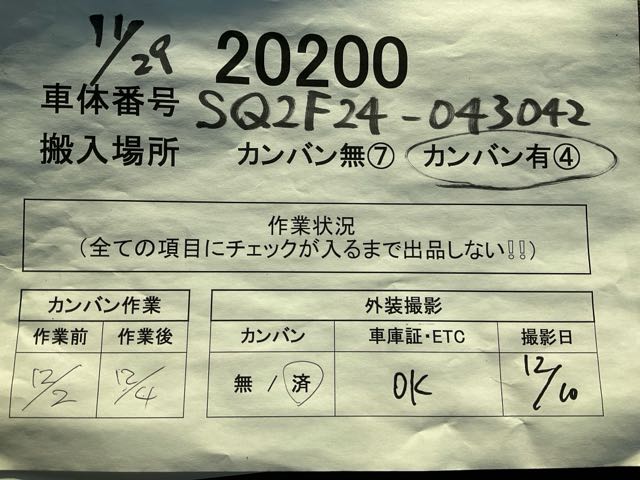 11/29 20200
車体番号 SQ2F24-043042
搬入場所 カンバン無⑦ カンバン有④
作業状況
(全ての項目にチェックが入るまで出品しない!!)
カンバン作業 外装撮影
作業前 作業後 カンバン 車庫証・ETC 撮影日
12/2 12/4 無 / 済 OK 12/10